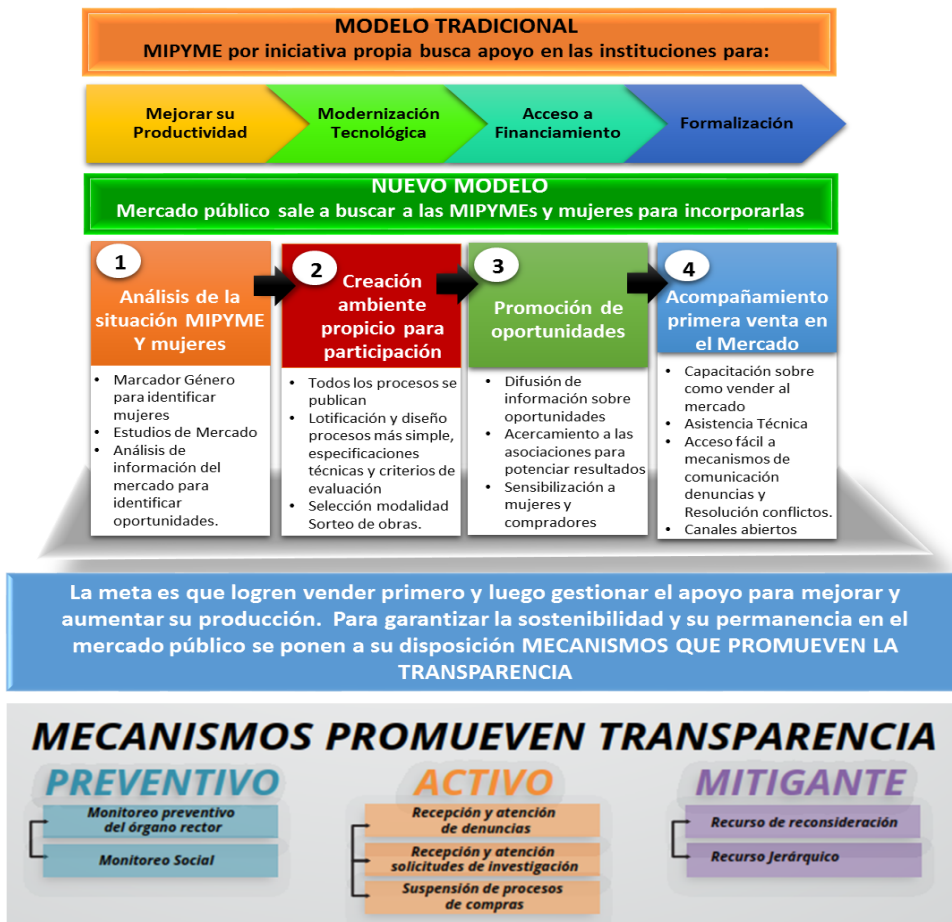 MODELO TRADICIONAL
MIPYME por iniciativa propia busca apoyo en las instituciones para:
Mejorar su
Productividad
Modernización
Tecnológica
Acceso a
Financiamiento
Formalización
NUEVO MODELO
Mercado público sale a buscar a las MIPYMEs y mujeres para incorporarlas
1
Análisis de la
situación MIPYME
Y mujeres
• Marcador Género
para identificar
mujeres
• Estudios de Mercado
• Análisis de
información del
mercado para
identificar
oportunidades.
2
Creación
ambiente
propicio para
participación
• Todos los procesos se
publican
• Lotificación y diseño
procesos más simple,
especificaciones
técnicas y criterios de
evaluación
• Selección modalidad
Sorteo de obras.
3
Promoción de
oportunidades
• Difusión de
información sobre
oportunidades
• Acercamiento a las
asociaciones para
potenciar resultados
• Sensibilización a
mujeres y
compradores
4
Acompañamiento
primera venta en
el Mercado
• Capacitación sobre
como vender al
mercado
• Asistencia Técnica
• Acceso fácil a
mecanismos de
comunicación
denuncias y
Resolución conflictos.
• Canales abiertos
La meta es que logren vender primero y luego gestionar el apoyo para mejorar y
aumentar su producción. Para garantizar la sostenibilidad y su permanencia en el
mercado público se ponen a su disposición MECANISMOS QUE PROMUEVEN LA
TRANSPARENCIA
MECANISMOS PROMUEVEN TRANSPARENCIA
PREVENTIVO
Monitoreo preventivo
del órgano rector
Monitoreo Social
ACTIVO
Recepción y atención
de denuncias
Recepción y atención
solicitudes de investigación
Suspensión de procesos
de compras
MITIGANTE
Recurso de reconsideración
Recurso Jerárquico